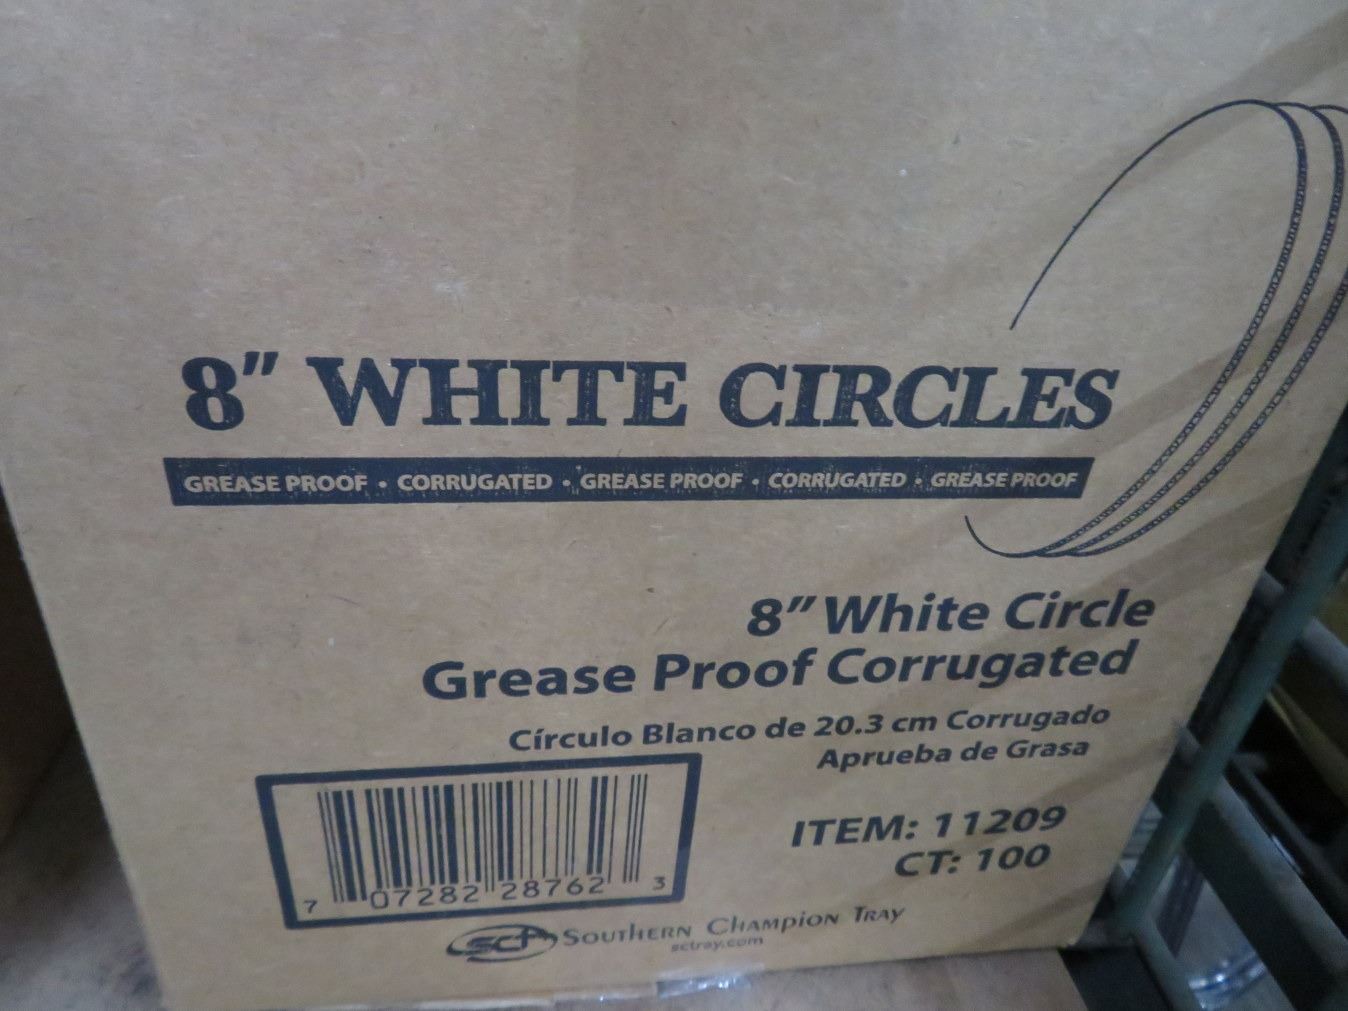 8" WHITE CIRCLES
GREASE PROOF • CORRUGATED • GREASE PROOF • CORRUGATED • GREASE PROOF
8" White Circle
Grease Proof Corrugated
Círculo Blanco de 20.3 cm Corrugado
Aprueba de Grasa
ITEM: 11209
CT: 100
7 07282 28762 3
sct SOUTHERN CHAMPION TRAY
sctray.com